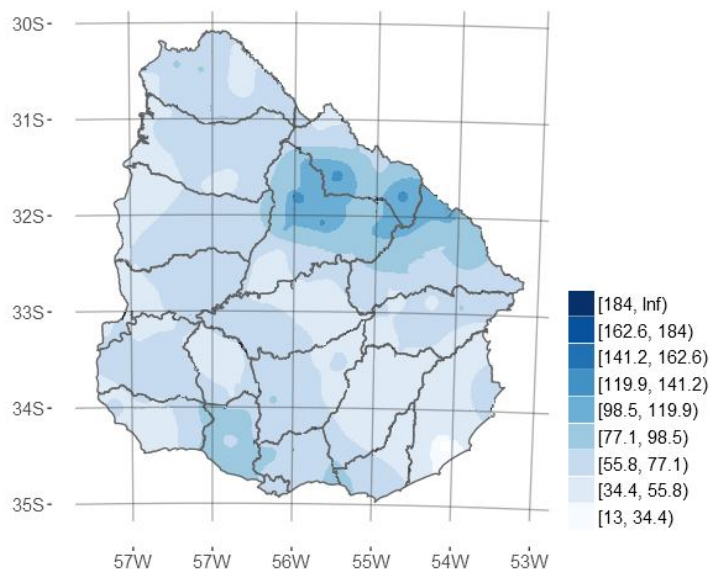 30S-
31S-
32S-
33S-
34S-
35S-
57W
57W
56W
55W
54W
53W
[184, Inf)
[162.6, 184)
[141.2, 162.6)
[119.9, 141.2)
[98.5, 119.9)
[77.1, 98.5)
[55.8, 77.1)
[34.4, 55.8)
[13, 34.4)